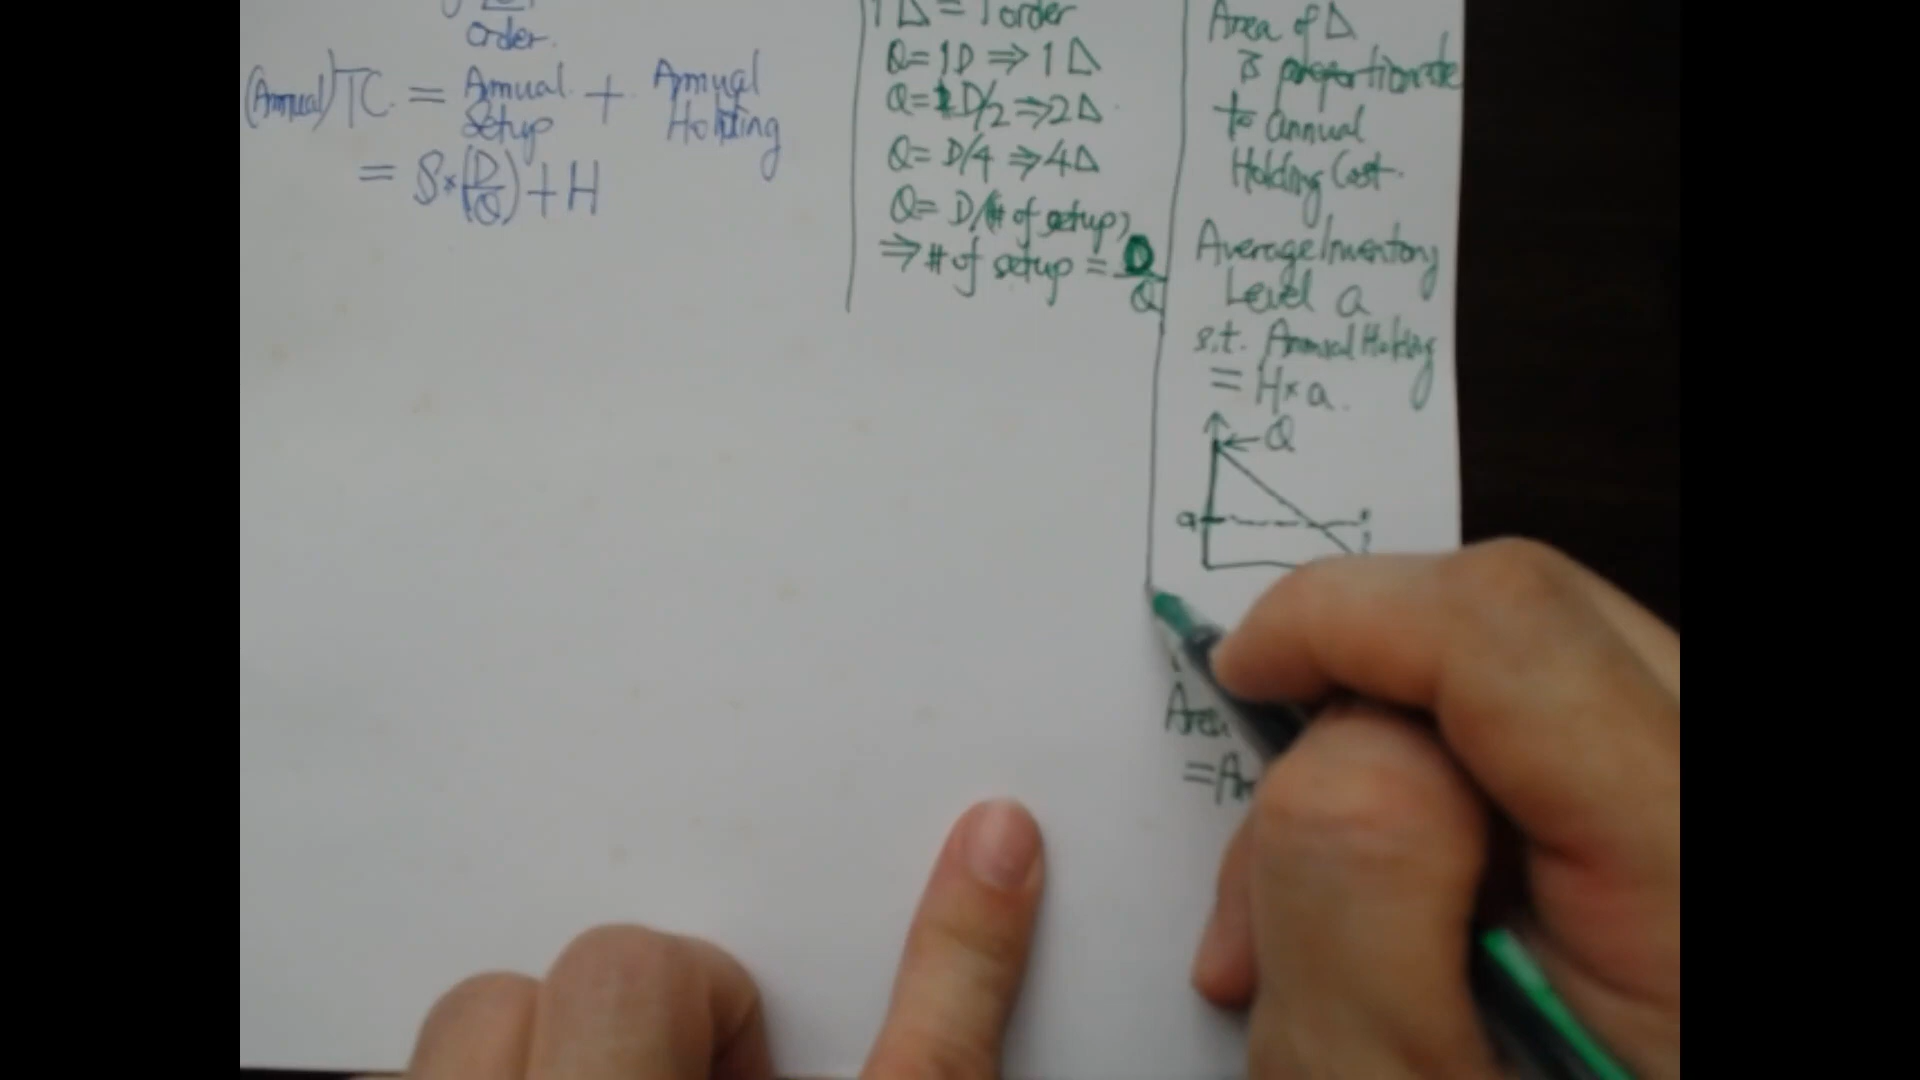 order.
(Annual) TC = Annual Setup + Annual Holding
= S × (D/Q) + H
1 Δ = 1 order
Q = 1D ⇒ 1 Δ
Q = D/2 ⇒ 2 Δ
Q = D/4 ⇒ 4 Δ
Q = D/(# of setup)
⇒ # of setup = D/Q
Area of Δ
is proportionate
to annual
Holding Cost.
Average Inventory
Level a
s.t. Annual Holding
= H × a.
Q
a
Area